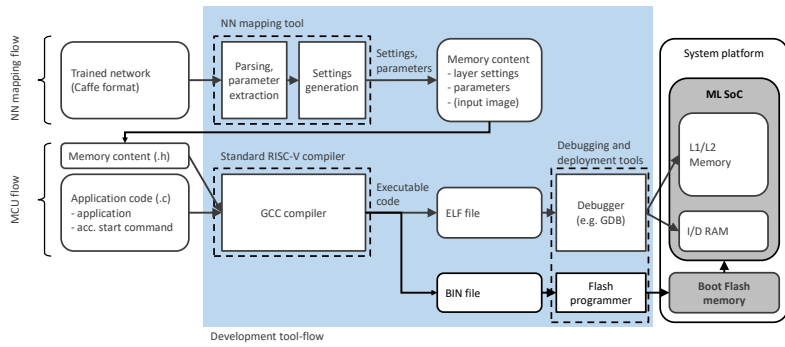 NN mapping flow
NN mapping tool
Trained network
(Caffe format)
Parsing,
parameter
extraction
Settings
generation
Settings,
parameters
Memory content
- layer settings
- parameters
- (input image)
System platform
ML SoC
L1/L2
Memory
I/D RAM
Boot Flash
memory
MCU flow
Memory content (.h)
Application code (.c)
- application
- acc. start command
Standard RISC-V compiler
GCC compiler
Executable
code
ELF file
BIN file
Debugging and
deployment tools
Debugger
(e.g. GDB)
Flash
programmer
Development tool-flow